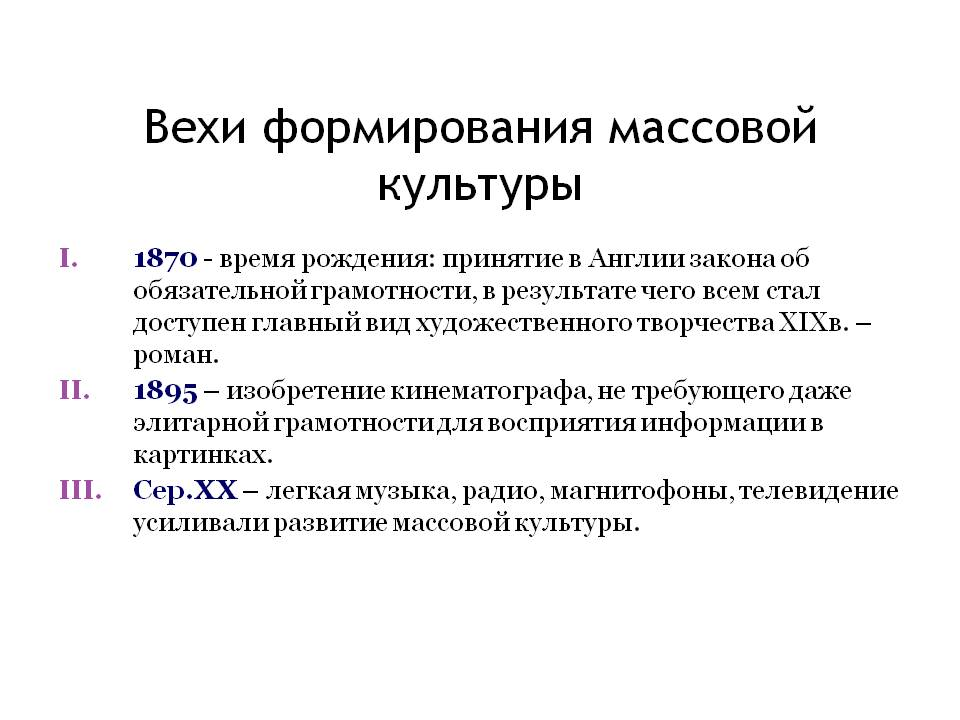 Вехи формирования массовой
культуры
I. 1870 - время рождения: принятие в Англии закона об
обязательной грамотности, в результате чего всем стал
доступен главный вид художественного творчества XIXв. –
роман.
II. 1895 – изобретение кинематографа, не требующего даже
элитарной грамотности для восприятия информации в
картинках.
III. Сер.XX – легкая музыка, радио, магнитофоны, телевидение
усиливали развитие массовой культуры.